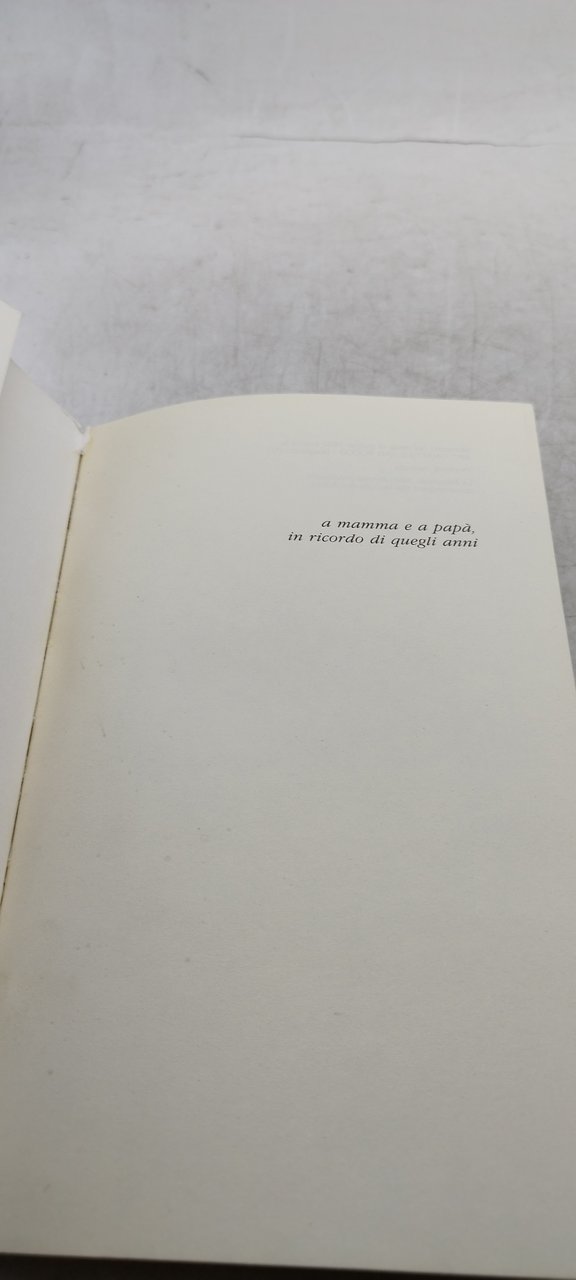 a mamma e a papà,
in ricordo di quegli anni